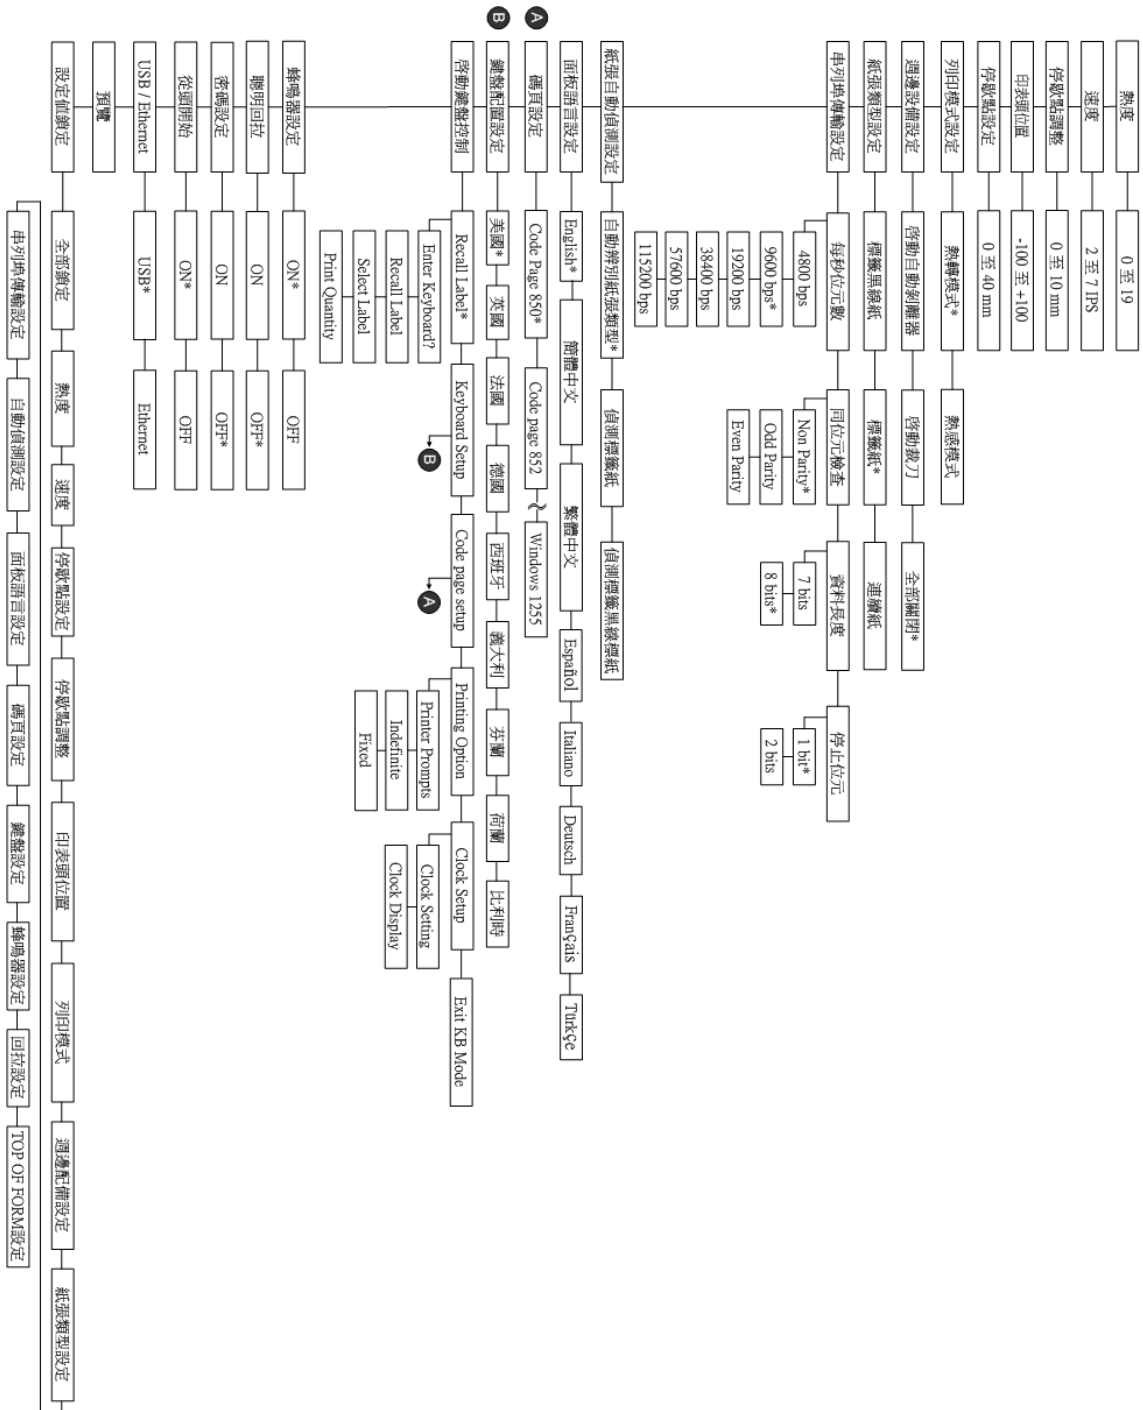 熱度
0 至 19
速度
2 至 7 IPS
停歇點調整
0 至 10 mm
印表頭位置
-100 至 +100
停歇點設定
0 至 40 mm
列印模式設定
熱轉模式*
熱感模式
週邊設備設定
啓動自動剝離器
啓動裁刀
全部關閉*
紙張類型設定
標籤黑線紙
標籤紙*
連續紙
串列埠傳輸設定
每秒位元數
同位元檢查
資料長度
停止位元
4800 bps
9600 bps*
19200 bps
38400 bps
57600 bps
115200 bps
Non Parity*
Odd Parity
Even Parity
7 bits
8 bits*
1 bit*
2 bits
紙張自動偵測設定
自動辨別紙張類型*
偵測標籤紙
偵測標籤黑線標紙
面板語言設定
English*
簡體中文
繁體中文
Español
Italiano
Deutsch
Français
Türkçe
A
碼頁設定
Code Page 850*
Code page 852
Windows 1255
B
鍵盤配置設定
美國*
英國
法國
德國
西班牙
義大利
芬蘭
荷蘭
比利時
啓動鍵盤控制
Recall Label*
Keyboard Setup
Code page setup
Printing Option
Clock Setup
Exit KB Mode
Enter Keyboard?
Recall Label
Select Label
Print Quantity
B
A
Printer Prompts
Indefinite
Fixed
Clock Setting
Clock Display
蜂鳴器設定
ON*
OFF
聰明回拉
ON
OFF*
密碼設定
ON
OFF*
從頭開始
ON*
OFF
USB / Ethernet
USB*
Ethernet
預覽
設定值鎖定
全部鎖定
熱度
速度
停歇點設定
停歇點調整
印表頭位置
列印模式
週邊配備設定
紙張類型設定
串列埠傳輸設定
自動偵測設定
面板語言設定
碼頁設定
鍵盤設定
蜂鳴器設定
回拉設定
TOP OF FORM設定